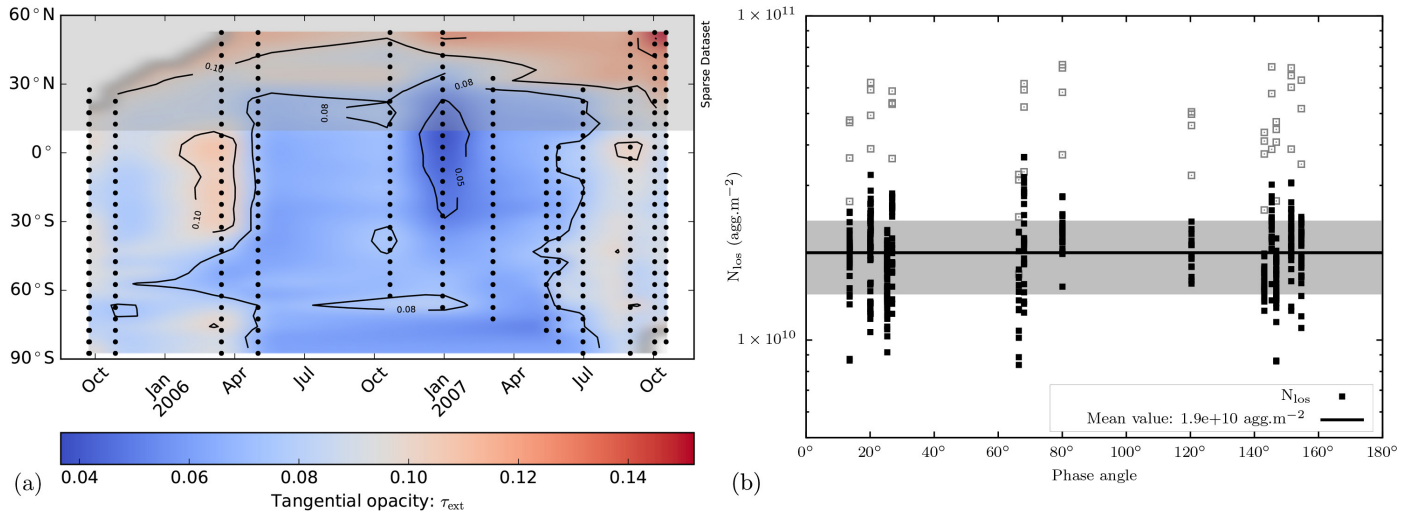 60°N
30°N
0°
30°S
60°S
90°S
Sparse Dataset
0.10
0.08
0.08
0.05
0.10
0.08
Oct
Jan 2006
Apr
Jul
Oct
Jan 2007
Apr
Jul
Oct
0.04 0.06 0.08 0.10 0.12 0.14
Tangential opacity: τext
(a)
1 × 10¹¹
1 × 10¹⁰
Nlos (agg.m⁻²)
Nlos
Mean value: 1.9e+10 agg.m⁻²
0° 20° 40° 60° 80° 100° 120° 140° 160° 180°
Phase angle
(b)